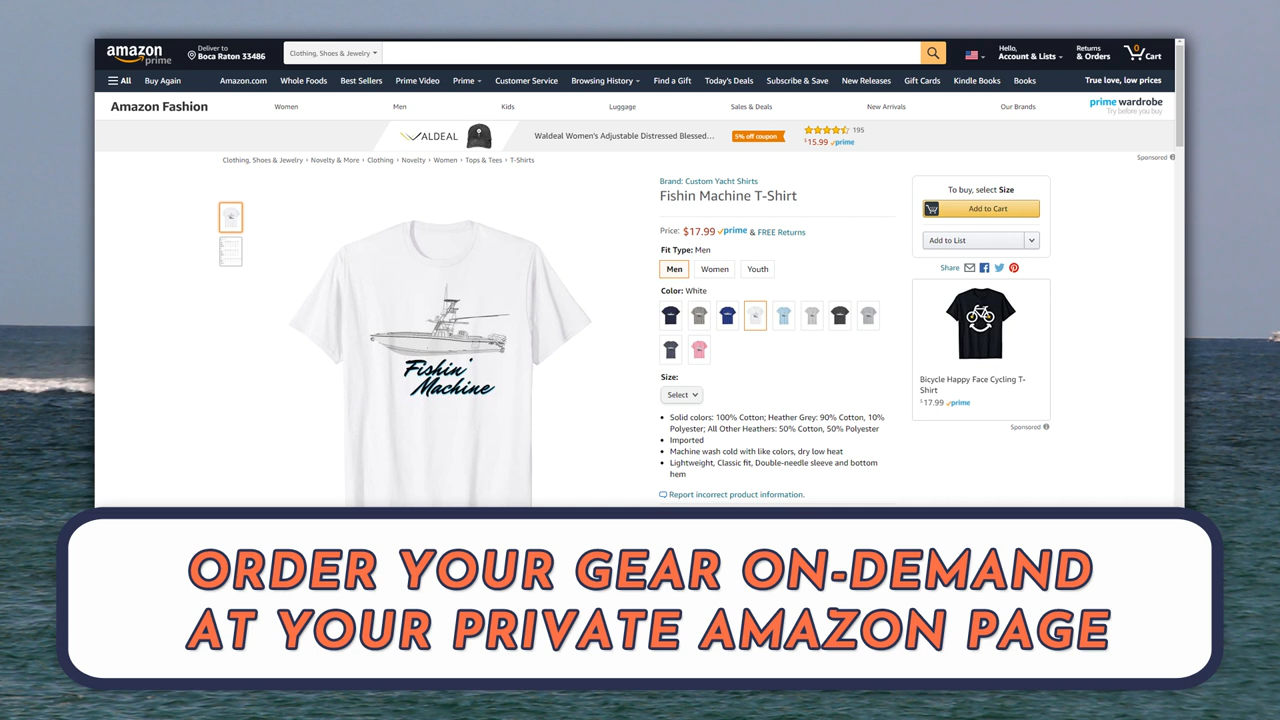 amazon
prime
Deliver to
Boca Raton 33486
Clothing, Shoes & Jewelry
Hello,
Account & Lists
Returns
& Orders
0
Cart
All
Buy Again
Amazon.com
Whole Foods
Best Sellers
Prime Video
Prime
Customer Service
Browsing History
Find a Gift
Today's Deals
Subscribe & Save
New Releases
Gift Cards
Kindle Books
Books
True love, low prices
Amazon Fashion
Women
Men
Kids
Luggage
Sales & Deals
New Arrivals
Our Brands
prime wardrobe
Try before you buy
WALDEAL
Waldeal Women's Adjustable Distressed Blessed...
5% off coupon
195
$15.99 prime
Sponsored
Clothing, Shoes & Jewelry › Novelty & More › Clothing › Novelty › Women › Tops & Tees › T-Shirts
Brand: Custom Yacht Shirts
Fishin Machine T-Shirt
Price: $17.99 prime & FREE Returns
Fit Type: Men
Men
Women
Youth
Color: White
Size:
Select
• Solid colors: 100% Cotton; Heather Grey: 90% Cotton, 10%
Polyester; All Other Heathers: 50% Cotton, 50% Polyester
• Imported
• Machine wash cold with like colors, dry low heat
• Lightweight, Classic fit, Double-needle sleeve and bottom
hem
Report incorrect product information.
To buy, select Size
Add to Cart
Add to List
Share
Bicycle Happy Face Cycling T-
Shirt
$17.99 prime
Sponsored
Fishin'
Machine
ORDER YOUR GEAR ON-DEMAND
AT YOUR PRIVATE AMAZON PAGE